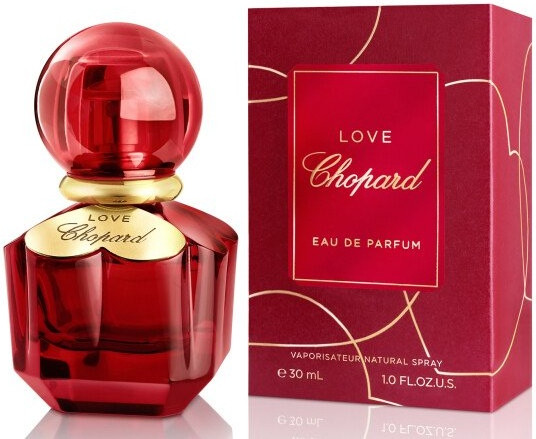 LOVE
Chopard
LOVE
Chopard
EAU DE PARFUM
VAPORISATEUR NATURAL SPRAY
℮ 30 mL 1.0 FL.OZ.U.S.